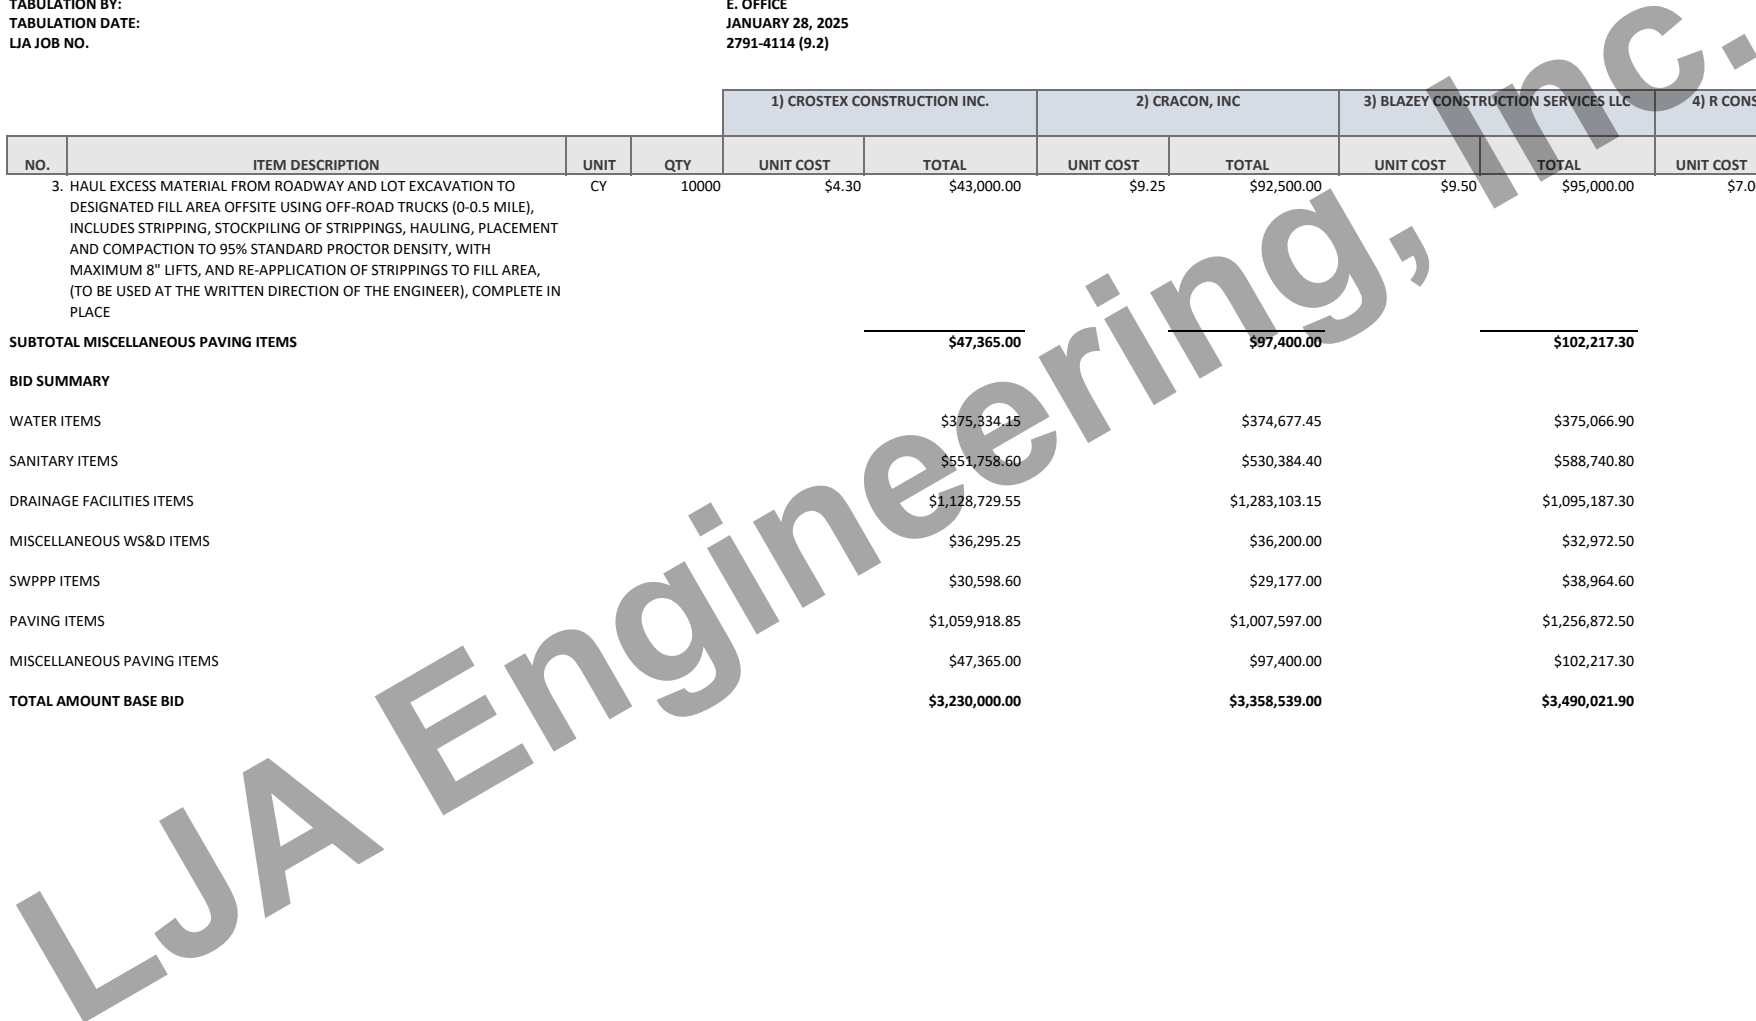 TABULATION BY: E. OFFICE
TABULATION DATE: JANUARY 28, 2025
LJA JOB NO. 2791-4114 (9.2)
1) CROSTEX CONSTRUCTION INC. 2) CRACON, INC 3) BLAZEY CONSTRUCTION SERVICES LLC 4) R CONS
NO. ITEM DESCRIPTION UNIT QTY UNIT COST TOTAL UNIT COST TOTAL UNIT COST TOTAL UNIT COST
3. HAUL EXCESS MATERIAL FROM ROADWAY AND LOT EXCAVATION TO CY 10000 $4.30 $43,000.00 $9.25 $92,500.00 $9.50 $95,000.00 $7.0
DESIGNATED FILL AREA OFFSITE USING OFF-ROAD TRUCKS (0-0.5 MILE),
INCLUDES STRIPPING, STOCKPILING OF STRIPPINGS, HAULING, PLACEMENT
AND COMPACTION TO 95% STANDARD PROCTOR DENSITY, WITH
MAXIMUM 8" LIFTS, AND RE-APPLICATION OF STRIPPINGS TO FILL AREA,
(TO BE USED AT THE WRITTEN DIRECTION OF THE ENGINEER), COMPLETE IN
PLACE
SUBTOTAL MISCELLANEOUS PAVING ITEMS $47,365.00 $97,400.00 $102,217.30
BID SUMMARY
WATER ITEMS $375,334.15 $374,677.45 $375,066.90
SANITARY ITEMS $551,758.60 $530,384.40 $588,740.80
DRAINAGE FACILITIES ITEMS $1,128,729.55 $1,283,103.15 $1,095,187.30
MISCELLANEOUS WS&D ITEMS $36,295.25 $36,200.00 $32,972.50
SWPPP ITEMS $30,598.60 $29,177.00 $38,964.60
PAVING ITEMS $1,059,918.85 $1,007,597.00 $1,256,872.50
MISCELLANEOUS PAVING ITEMS $47,365.00 $97,400.00 $102,217.30
TOTAL AMOUNT BASE BID $3,230,000.00 $3,358,539.00 $3,490,021.90
LJA Engineering, Inc.